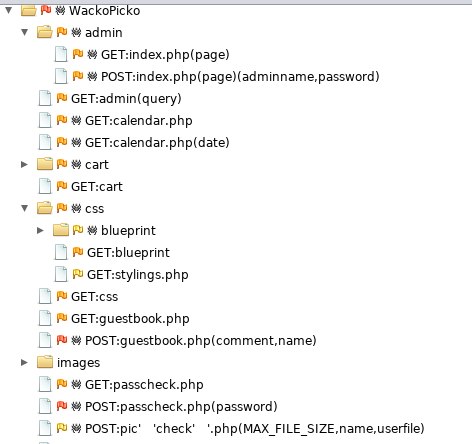 WackoPicko
admin
GET:index.php(page)
POST:index.php(page)(adminname,password)
GET:admin(query)
GET:calendar.php
GET:calendar.php(date)
cart
GET:cart
css
blueprint
GET:blueprint
GET:stylings.php
GET:css
GET:guestbook.php
POST:guestbook.php(comment,name)
images
GET:passcheck.php
POST:passcheck.php(password)
POST:pic' 'check' '.php(MAX_FILE_SIZE,name,userfile)